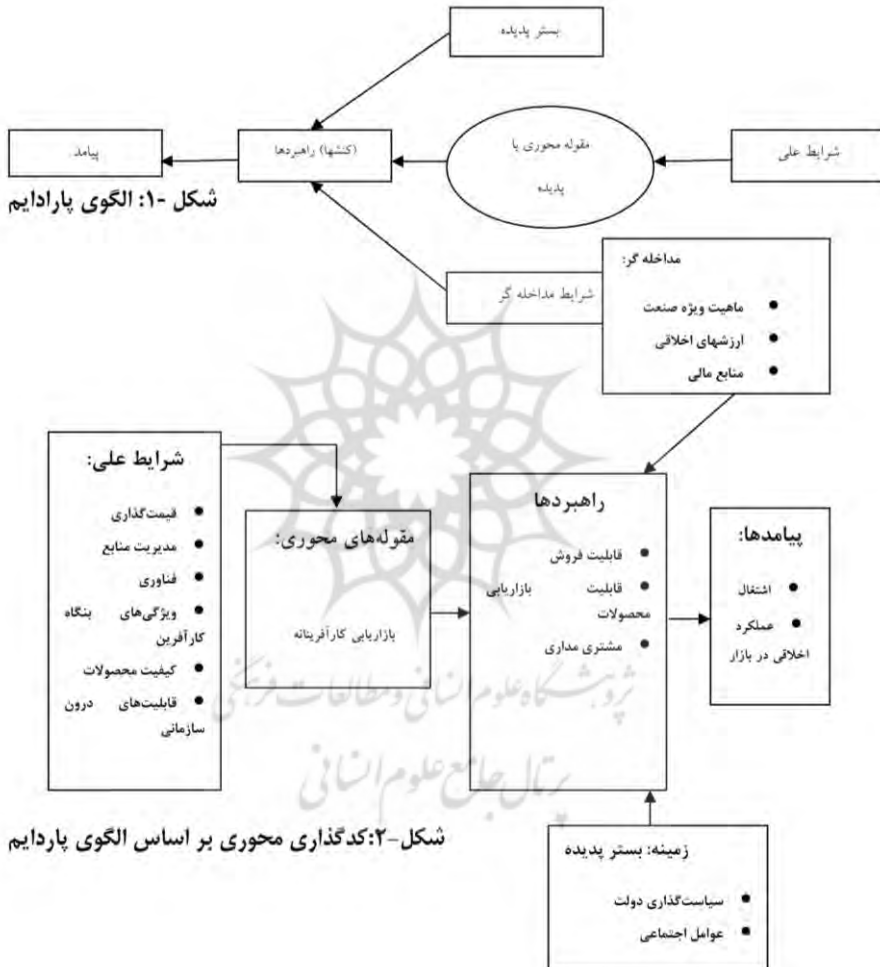 بستر پدیده
شرایط علی
مقوله محوری یا
پدیده
(کنشها) راهبردها
پیامد
شکل -۱: الگوی پارادایم
شرایط مداخله گر
مداخله گر:
● ماهیت ویژه صنعت
● ارزشهای اخلاقی
● منابع مالی
شرایط علی:
● قیمت‌گذاری
● مدیریت منابع
● فناوری
● ویژگی‌های بنگاه
کارآفرین
● کیفیت محصولات
● قابلیت‌های درون
سازمانی
مقوله‌های محوری:
بازاریابی کارآفرینانه
راهبردها
● قابلیت فروش
● قابلیت بازاریابی
محصولات
● مشتری مداری
پیامدها:
● اشتغال
● عملکرد
اخلاقی در بازار
پژوهشگاه علوم انسانی و مطالعات فرهنگی
پرتال جامع علوم انسانی
شکل-۲:کدگذاری محوری بر اساس الگوی پاردایم
زمینه: بستر پدیده
● سیاست‌گذاری دولت
● عوامل اجتماعی